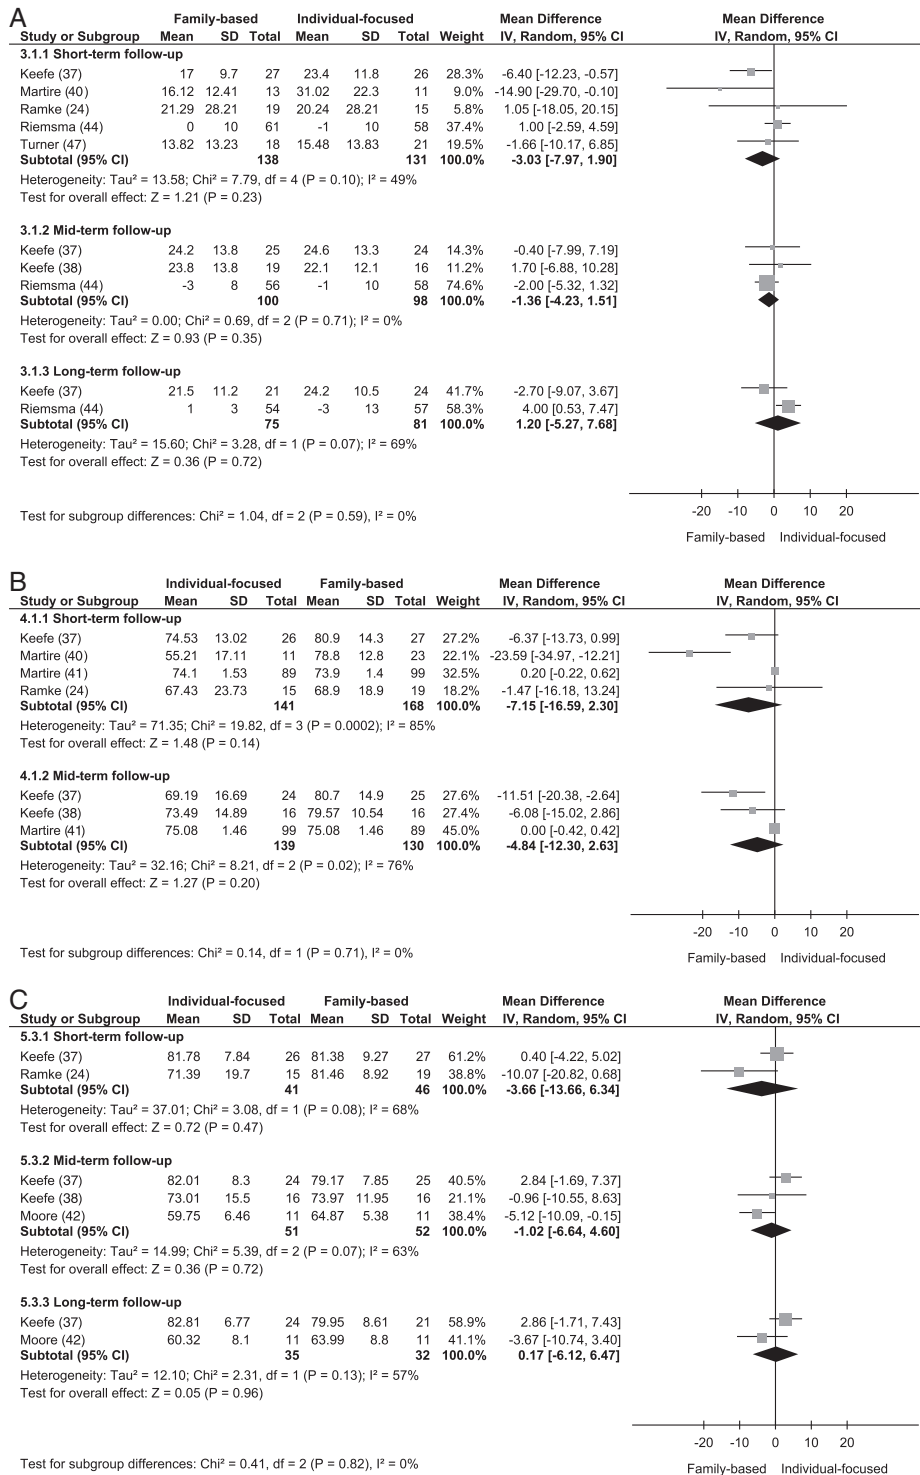 A
Family-based Individual-focused Mean Difference Mean Difference
Study or Subgroup Mean SD Total Mean SD Total Weight IV, Random, 95% CI IV, Random, 95% CI
3.1.1 Short-term follow-up
Keefe (37) 17 9.7 27 23.4 11.8 26 28.3% -6.40 [-12.23, -0.57]
Martire (40) 16.12 12.41 13 31.02 22.3 11 9.0% -14.90 [-29.70, -0.10]
Ramke (24) 21.29 28.21 19 20.24 28.21 15 5.8% 1.05 [-18.05, 20.15]
Riemsma (44) 0 10 61 -1 10 58 37.4% 1.00 [-2.59, 4.59]
Turner (47) 13.82 13.23 18 15.48 13.83 21 19.5% -1.66 [-10.17, 6.85]
Subtotal (95% CI) 138 131 100.0% -3.03 [-7.97, 1.90]
Heterogeneity: Tau² = 13.58; Chi² = 7.79, df = 4 (P = 0.10); I² = 49%
Test for overall effect: Z = 1.21 (P = 0.23)
3.1.2 Mid-term follow-up
Keefe (37) 24.2 13.8 25 24.6 13.3 24 14.3% -0.40 [-7.99, 7.19]
Keefe (38) 23.8 13.8 19 22.1 12.1 16 11.2% 1.70 [-6.88, 10.28]
Riemsma (44) -3 8 56 -1 10 58 74.6% -2.00 [-5.32, 1.32]
Subtotal (95% CI) 100 98 100.0% -1.36 [-4.23, 1.51]
Heterogeneity: Tau² = 0.00; Chi² = 0.69, df = 2 (P = 0.71); I² = 0%
Test for overall effect: Z = 0.93 (P = 0.35)
3.1.3 Long-term follow-up
Keefe (37) 21.5 11.2 21 24.2 10.5 24 41.7% -2.70 [-9.07, 3.67]
Riemsma (44) 1 3 54 -3 13 57 58.3% 4.00 [0.53, 7.47]
Subtotal (95% CI) 75 81 100.0% 1.20 [-5.27, 7.68]
Heterogeneity: Tau² = 15.60; Chi² = 3.28, df = 1 (P = 0.07); I² = 69%
Test for overall effect: Z = 0.36 (P = 0.72)
Test for subgroup differences: Chi² = 1.04, df = 2 (P = 0.59), I² = 0%
-20 -10 0 10 20
Family-based Individual-focused
B
Individual-focused Family-based Mean Difference Mean Difference
Study or Subgroup Mean SD Total Mean SD Total Weight IV, Random, 95% CI IV, Random, 95% CI
4.1.1 Short-term follow-up
Keefe (37) 74.53 13.02 26 80.9 14.3 27 27.2% -6.37 [-13.73, 0.99]
Martire (40) 55.21 17.11 11 78.8 12.8 23 22.1% -23.59 [-34.97, -12.21]
Martire (41) 74.1 1.53 89 73.9 1.4 99 32.5% 0.20 [-0.22, 0.62]
Ramke (24) 67.43 23.73 15 68.9 18.9 19 18.2% -1.47 [-16.18, 13.24]
Subtotal (95% CI) 141 168 100.0% -7.15 [-16.59, 2.30]
Heterogeneity: Tau² = 71.35; Chi² = 19.82, df = 3 (P = 0.0002); I² = 85%
Test for overall effect: Z = 1.48 (P = 0.14)
4.1.2 Mid-term follow-up
Keefe (37) 69.19 16.69 24 80.7 14.9 25 27.6% -11.51 [-20.38, -2.64]
Keefe (38) 73.49 14.89 16 79.57 10.54 16 27.4% -6.08 [-15.02, 2.86]
Martire (41) 75.08 1.46 99 75.08 1.46 89 45.0% 0.00 [-0.42, 0.42]
Subtotal (95% CI) 139 130 100.0% -4.84 [-12.30, 2.63]
Heterogeneity: Tau² = 32.16; Chi² = 8.21, df = 2 (P = 0.02); I² = 76%
Test for overall effect: Z = 1.27 (P = 0.20)
Test for subgroup differences: Chi² = 0.14, df = 1 (P = 0.71), I² = 0%
-20 -10 0 10 20
Family-based Individual-focused
C
Individual-focused Family-based Mean Difference Mean Difference
Study or Subgroup Mean SD Total Mean SD Total Weight IV, Random, 95% CI IV, Random, 95% CI
5.3.1 Short-term follow-up
Keefe (37) 81.78 7.84 26 81.38 9.27 27 61.2% 0.40 [-4.22, 5.02]
Ramke (24) 71.39 19.7 15 81.46 8.92 19 38.8% -10.07 [-20.82, 0.68]
Subtotal (95% CI) 41 46 100.0% -3.66 [-13.66, 6.34]
Heterogeneity: Tau² = 37.01; Chi² = 3.08, df = 1 (P = 0.08); I² = 68%
Test for overall effect: Z = 0.72 (P = 0.47)
5.3.2 Mid-term follow-up
Keefe (37) 82.01 8.3 24 79.17 7.85 25 40.5% 2.84 [-1.69, 7.37]
Keefe (38) 73.01 15.5 16 73.97 11.95 16 21.1% -0.96 [-10.55, 8.63]
Moore (42) 59.75 6.46 11 64.87 5.38 11 38.4% -5.12 [-10.09, -0.15]
Subtotal (95% CI) 51 52 100.0% -1.02 [-6.64, 4.60]
Heterogeneity: Tau² = 14.99; Chi² = 5.39, df = 2 (P = 0.07); I² = 63%
Test for overall effect: Z = 0.36 (P = 0.72)
5.3.3 Long-term follow-up
Keefe (37) 82.81 6.77 24 79.95 8.61 21 58.9% 2.86 [-1.71, 7.43]
Moore (42) 60.32 8.1 11 63.99 8.8 11 41.1% -3.67 [-10.74, 3.40]
Subtotal (95% CI) 35 32 100.0% 0.17 [-6.12, 6.47]
Heterogeneity: Tau² = 12.10; Chi² = 2.31, df = 1 (P = 0.13); I² = 57%
Test for overall effect: Z = 0.05 (P = 0.96)
Test for subgroup differences: Chi² = 0.41, df = 2 (P = 0.82), I² = 0%
-20 -10 0 10 20
Family-based Individual-focused